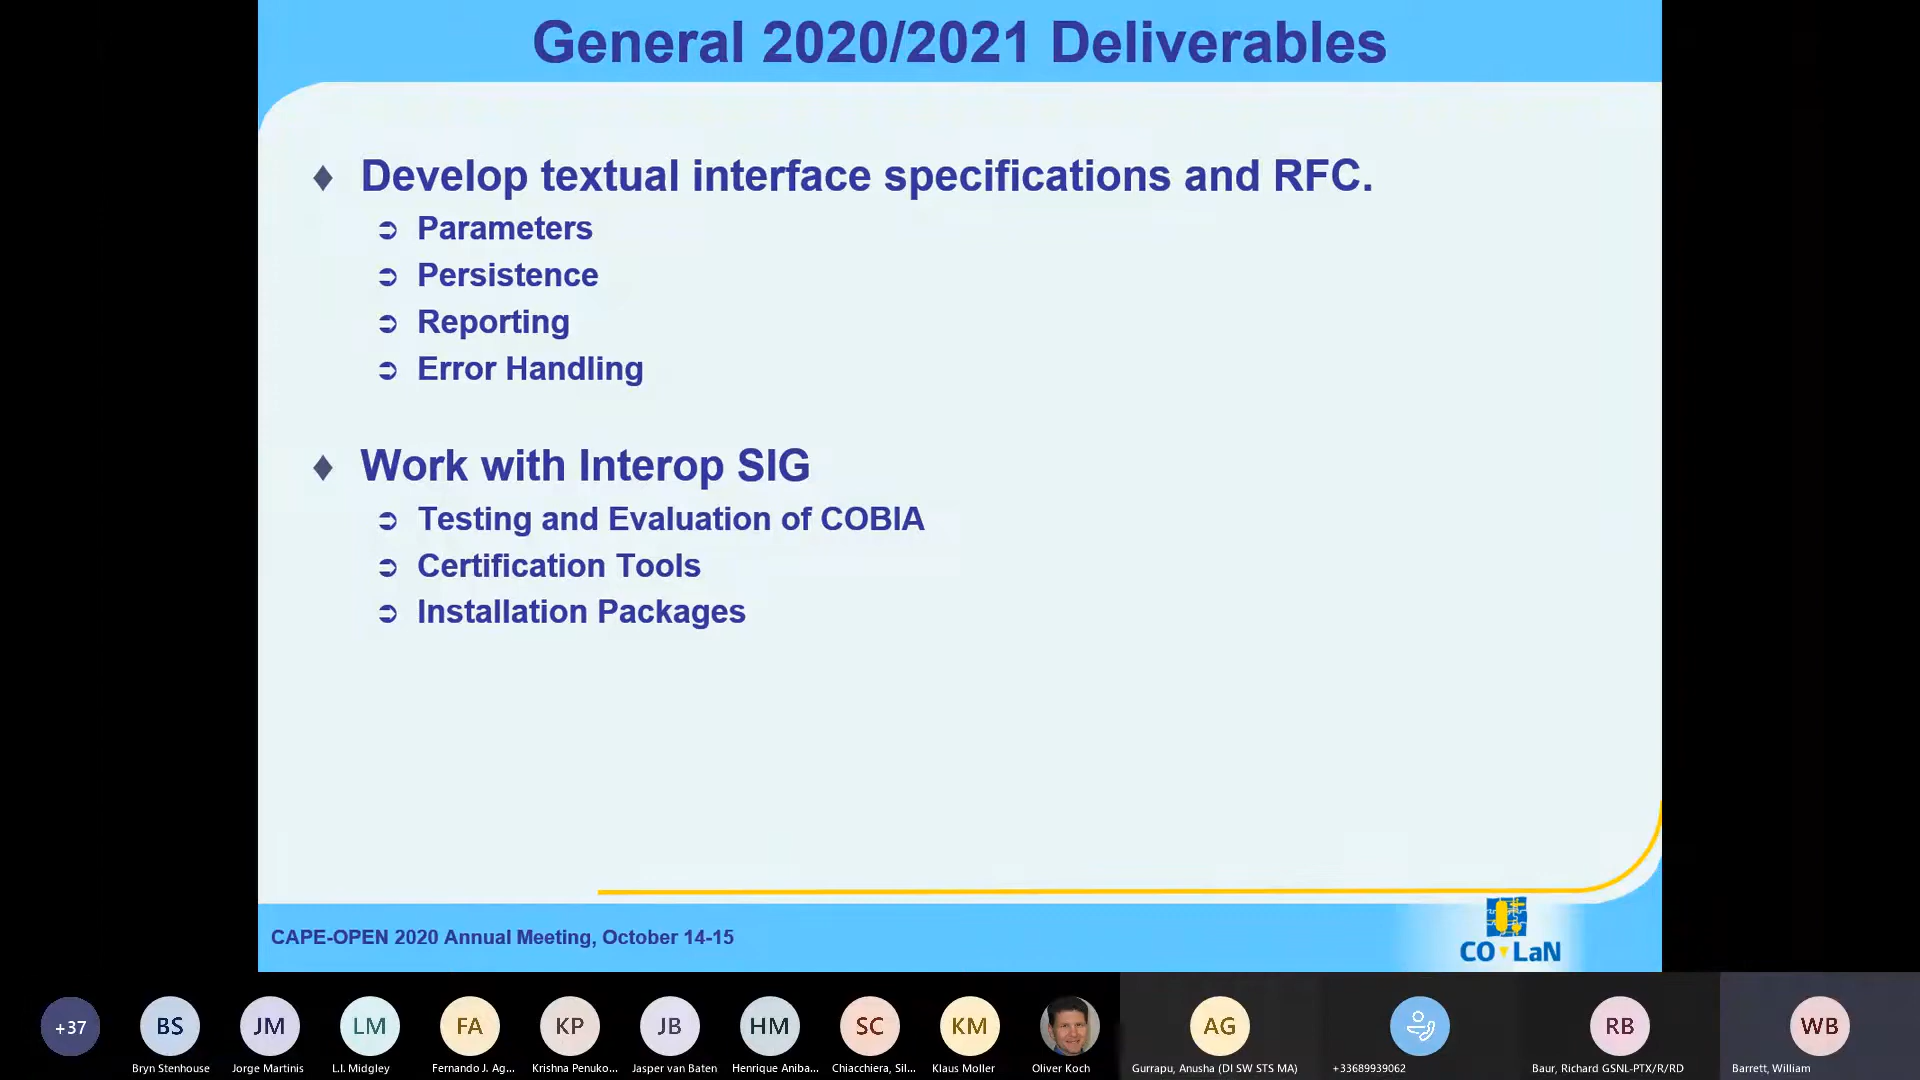 General 2020/2021 Deliverables
Develop textual interface specifications and RFC.
Parameters
Persistence
Reporting
Error Handling
Work with Interop SIG
Testing and Evaluation of COBIA
Certification Tools
Installation Packages
CAPE-OPEN 2020 Annual Meeting, October 14-15
CO LaN
+37
BS
JM
LM
FA
KP
JB
HM
SC
KM
AG
RB
WB
Bryn Stenhouse
Jorge Martinis
L.I. Midgley
Fernando J. Ag...
Krishna Penuko...
Jasper van Baten
Henrique Aniba...
Chiacchiera, Sil...
Klaus Moller
Oliver Koch
Gurrapu, Anusha (DI SW STS MA)
+33689939062
Baur, Richard GSNL-PTX/R/RD
Barrett, William